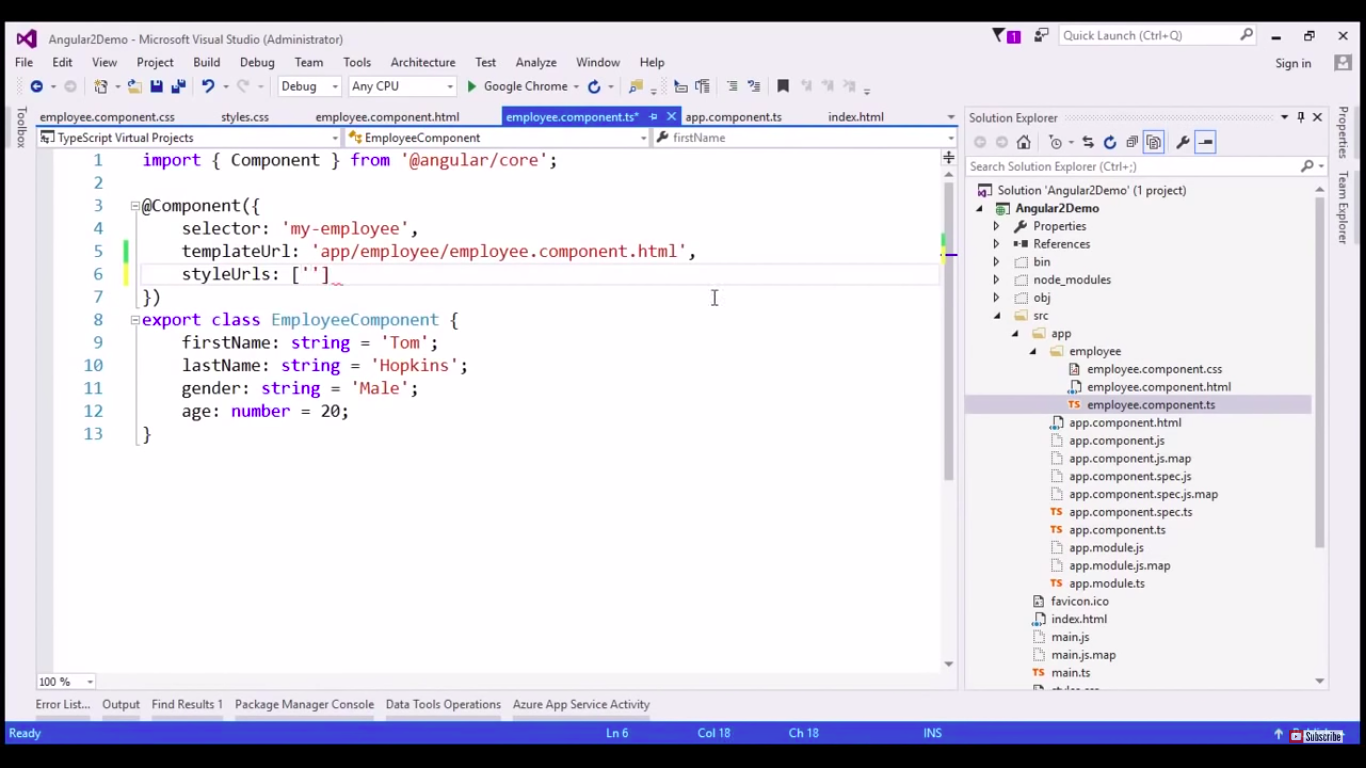 Angular2Demo - Microsoft Visual Studio (Administrator)
1
Quick Launch (Ctrl+Q)
File Edit View Project Build Debug Team Tools Architecture Test Analyze Window Help
Sign in
Debug Any CPU Google Chrome
Toolbox
employee.component.css styles.css employee.component.html employee.component.ts* app.component.ts index.html
TypeScript Virtual Projects EmployeeComponent firstName
1 import { Component } from '@angular/core';
2
3 @Component({
4 selector: 'my-employee',
5 templateUrl: 'app/employee/employee.component.html',
6 styleUrls: ['']
7 })
8 export class EmployeeComponent {
9 firstName: string = 'Tom';
10 lastName: string = 'Hopkins';
11 gender: string = 'Male';
12 age: number = 20;
13 }
100 %
Solution Explorer
Search Solution Explorer (Ctrl+;)
Solution 'Angular2Demo' (1 project)
Angular2Demo
Properties
References
bin
node_modules
obj
src
app
employee
employee.component.css
employee.component.html
TS employee.component.ts
app.component.html
app.component.js
app.component.js.map
app.component.spec.js
app.component.spec.js.map
TS app.component.spec.ts
TS app.component.ts
app.module.js
app.module.js.map
TS app.module.ts
favicon.ico
index.html
main.js
main.js.map
TS main.ts
Properties
Team Explorer
Error List... Output Find Results 1 Package Manager Console Data Tools Operations Azure App Service Activity
Ready Ln 6 Col 18 Ch 18 INS
Subscribe